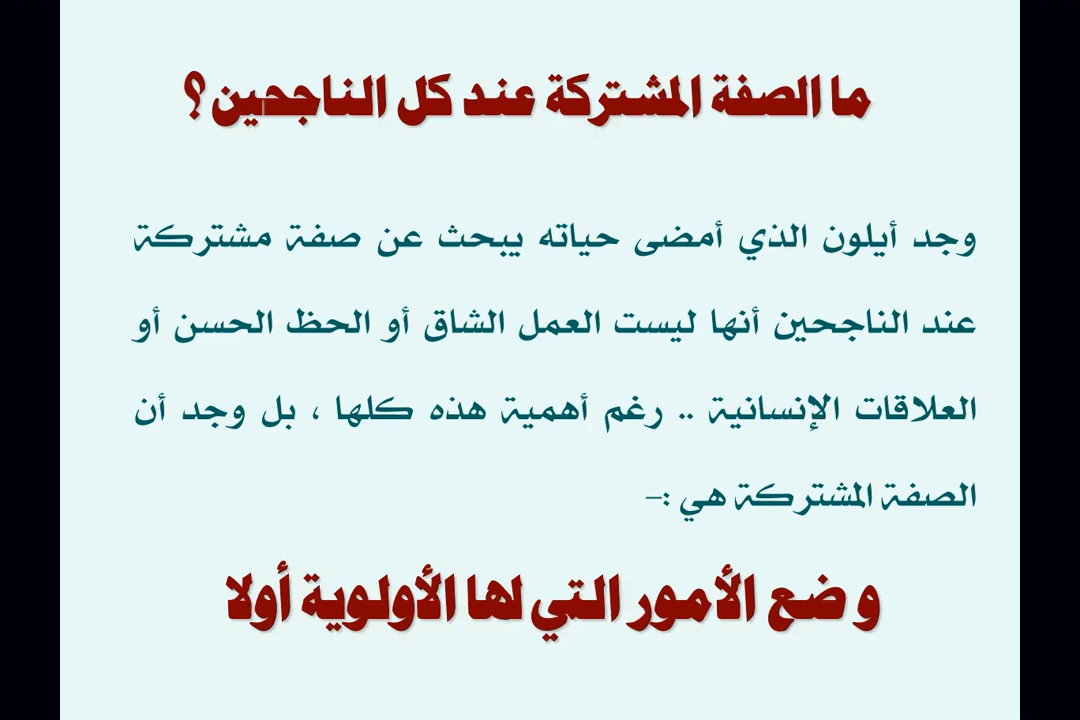 ما الصفة المشتركة عند كل الناجحين؟
وجد أيلون الذي أمضى حياته يبحث عن صفة مشتركة
عند الناجحين أنها ليست العمل الشاق أو الحظ الحسن أو
العلاقات الإنسانية .. رغم أهمية هذه كلها ، بل وجد أن
الصفة المشتركة هي :-
وضع الأمور التي لها الأولوية أولا